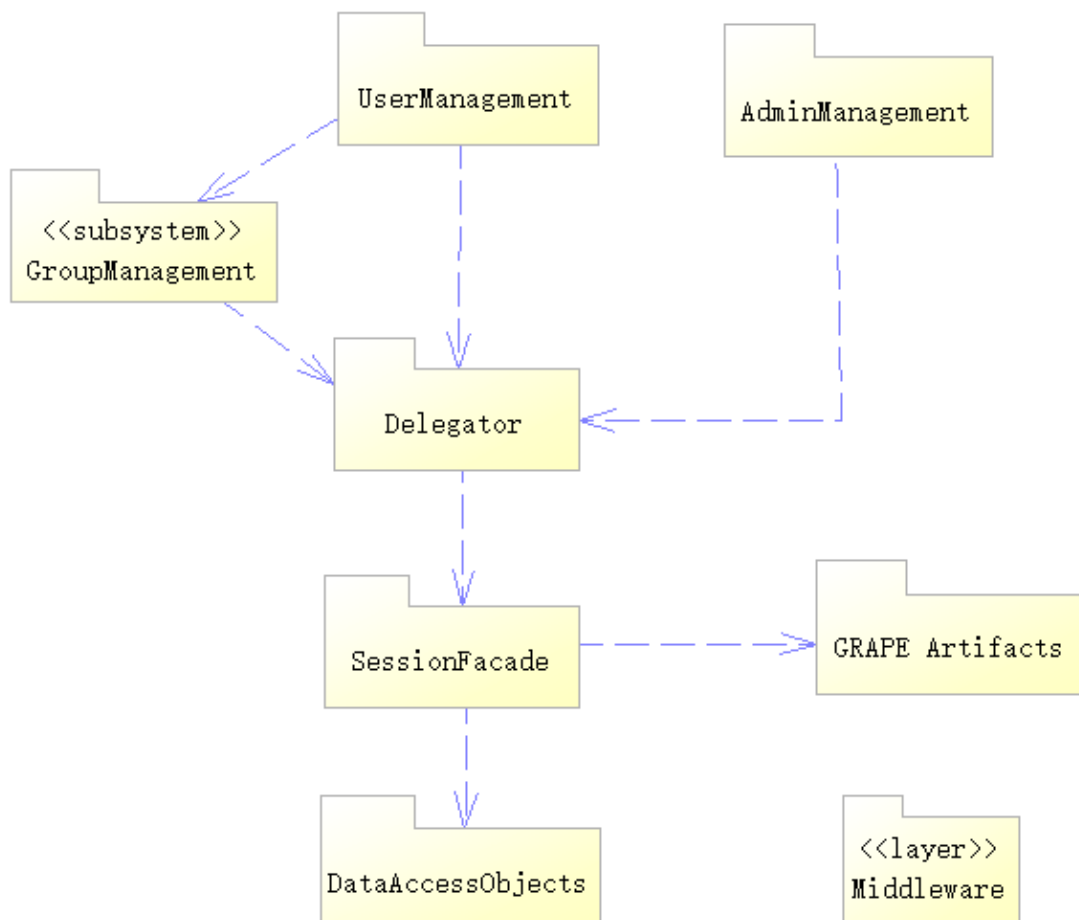 UserManagement
AdminManagement
<<subsystem>>
GroupManagement
Delegator
SessionFacade
GRAPE Artifacts
DataAccessObjects
<<layer>>
Middleware